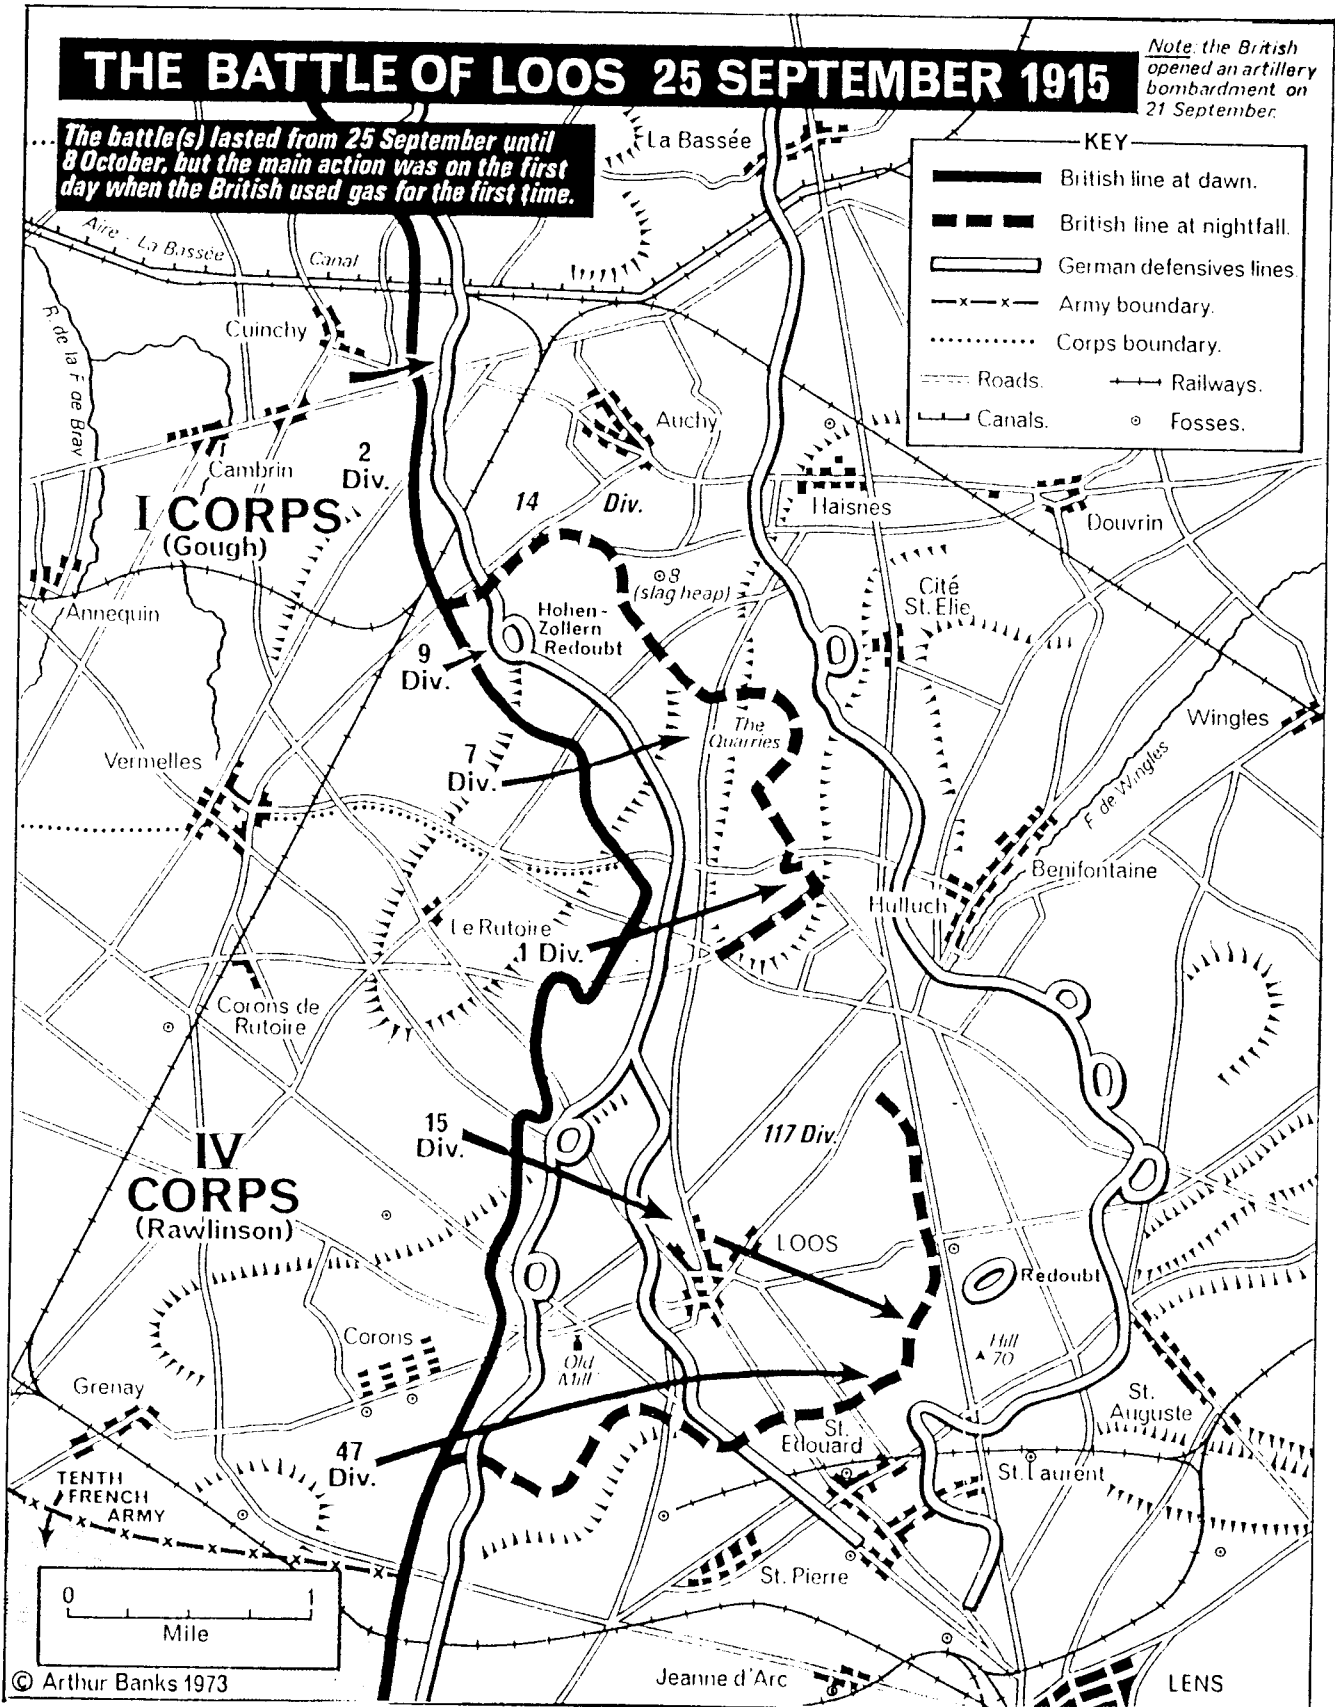 THE BATTLE OF LOOS 25 SEPTEMBER 1915
Note: the British
opened an artillery
bombardment on
21 September.
The battle(s) lasted from 25 September until
8 October, but the main action was on the first
day when the British used gas for the first time.
KEY
British line at dawn.
British line at nightfall.
German defensives lines
Army boundary.
Corps boundary.
Roads.
Railways.
Canals.
Fosses.
La Bassée
Aire - La Bassée
Canal
R. de la F de Bray
Cuinchy
Auchy
Cambrin
2
Div.
14 Div.
Haisnes
Douvrin
I CORPS
(Gough)
Annequin
8
(slag heap)
Cité
St. Elie
Hohen-
Zollern
Redoubt
9
Div.
Wingles
The
Quarries
7
Div.
Vermelles
F. de Wingles
Benifontaine
Hulluch
Le Rutoire
1 Div.
Corons de
Rutoire
15
Div.
117 Div.
IV
CORPS
(Rawlinson)
LOOS
Redoubt
Corons
Old
Mill
Hill
70
Grenay
St.
Auguste
St.
Edouard
47
Div.
St. Laurent
TENTH
FRENCH
ARMY
St. Pierre
0 1
Mile
Jeanne d'Arc
LENS
© Arthur Banks 1973